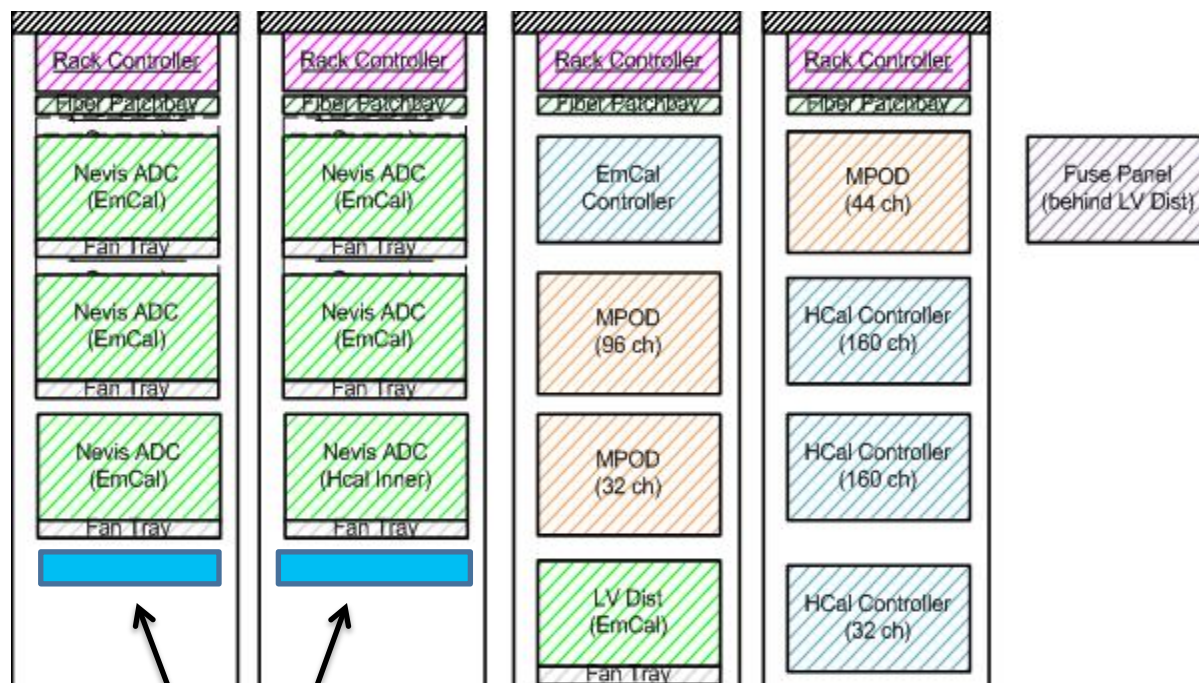 Rack Controller
Fiber Patchbay
Nevis ADC
(EmCal)
Fan Tray
Nevis ADC
(EmCal)
Fan Tray
Nevis ADC
(EmCal)
Fan Tray
Rack Controller
Fiber Patchbay
Nevis ADC
(EmCal)
Fan Tray
Nevis ADC
(EmCal)
Fan Tray
Nevis ADC
(Hcal Inner)
Fan Tray
Rack Controller
Fiber Patchbay
EmCal
Controller
MPOD
(96 ch)
MPOD
(32 ch)
LV Dist
(EmCal)
Fan Tray
Rack Controller
Fiber Patchbay
MPOD
(44 ch)
HCal Controller
(160 ch)
HCal Controller
(160 ch)
HCal Controller
(32 ch)
Fuse Panel
(behind LV Dist)